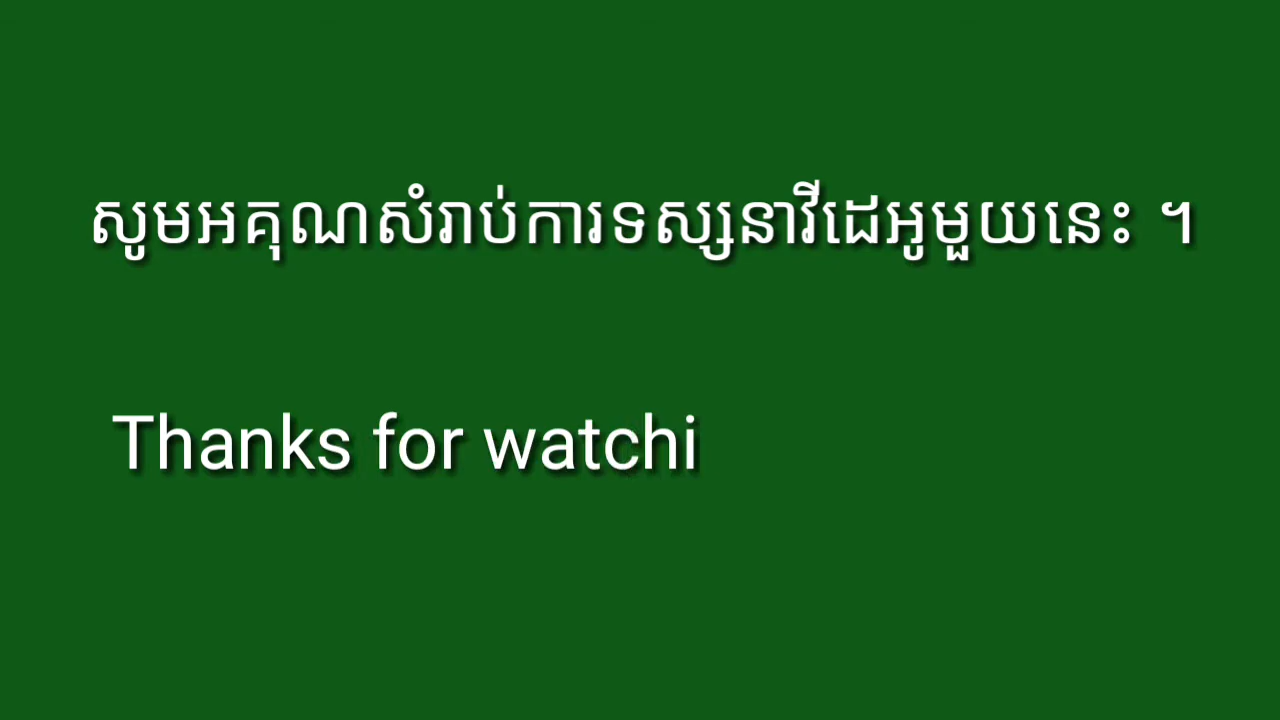 សូមអគុណសំរាប់ការទស្សនាវីដេអូមួយនេះ ។
Thanks for watchi